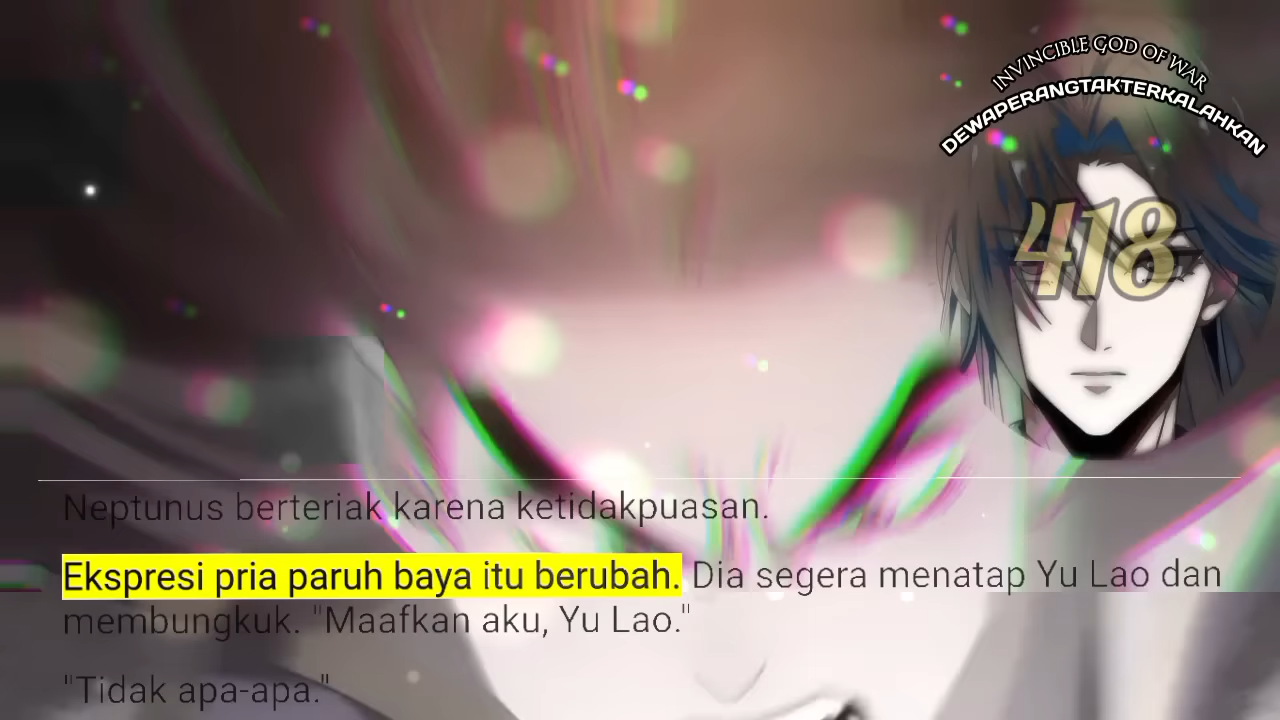 INVINCIBLE GOD OF WAR
DEWAPERANGTAKTERKALAHKAN
418
Neptunus berteriak karena ketidakpuasan.
Ekspresi pria paruh baya itu berubah. Dia segera menatap Yu Lao dan
membungkuk. "Maafkan aku, Yu Lao."
"Tidak apa-apa."